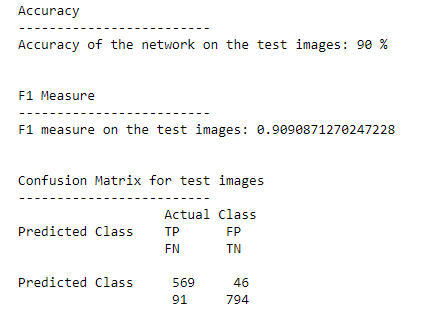 Accuracy
-------------------------
Accuracy of the network on the test images: 90 %
F1 Measure
-------------------------
F1 measure on the test images: 0.9090871270247228
Confusion Matrix for test images
-------------------------
Actual Class
Predicted Class TP FP
FN TN
Predicted Class 569 46
91 794